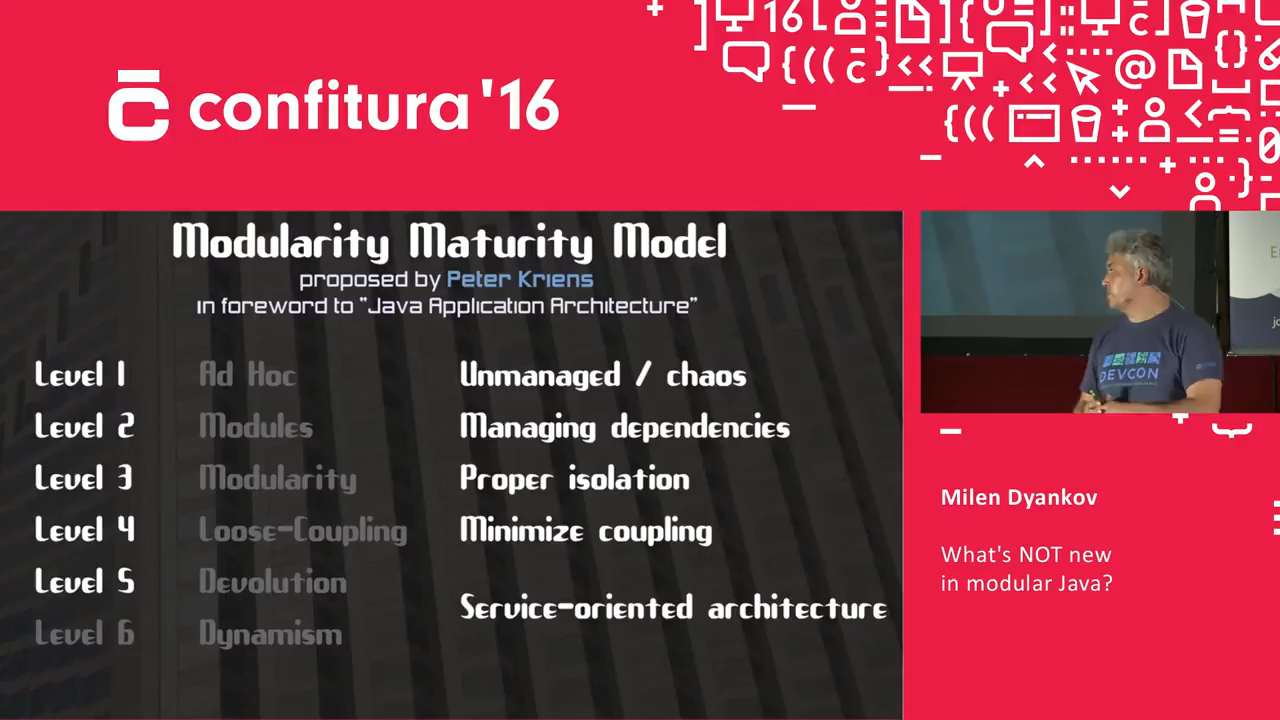 confitura '16
Modularity Maturity Model
proposed by Peter Kriens
in foreword to "Java Application Architecture"
Level 1 Ad Hoc Unmanaged / chaos
Level 2 Modules Managing dependencies
Level 3 Modularity Proper isolation
Level 4 Loose-Coupling Minimize coupling
Level 5 Devolution
Service-oriented architecture
Level 6 Dynamism
DEVCON
Milen Dyankov
What's NOT new
in modular Java?